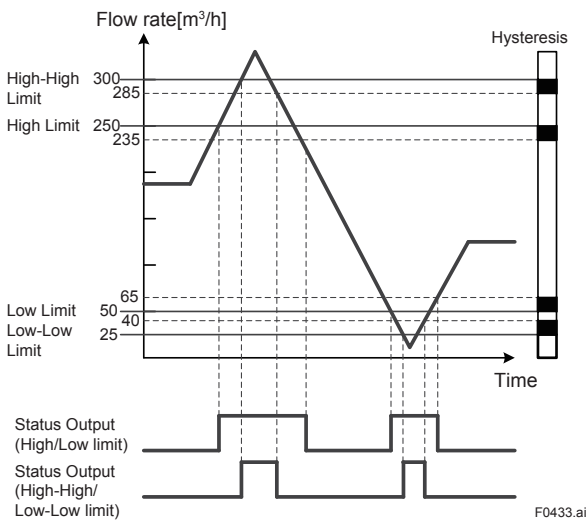 Flow rate[m³/h]
Hysteresis
High-High
Limit
300
285
High Limit
250
235
65
Low Limit
50
40
Low-Low
Limit
25
Time
Status Output
(High/Low limit)
Status Output
(High-High/
Low-Low limit)
F0433.ai